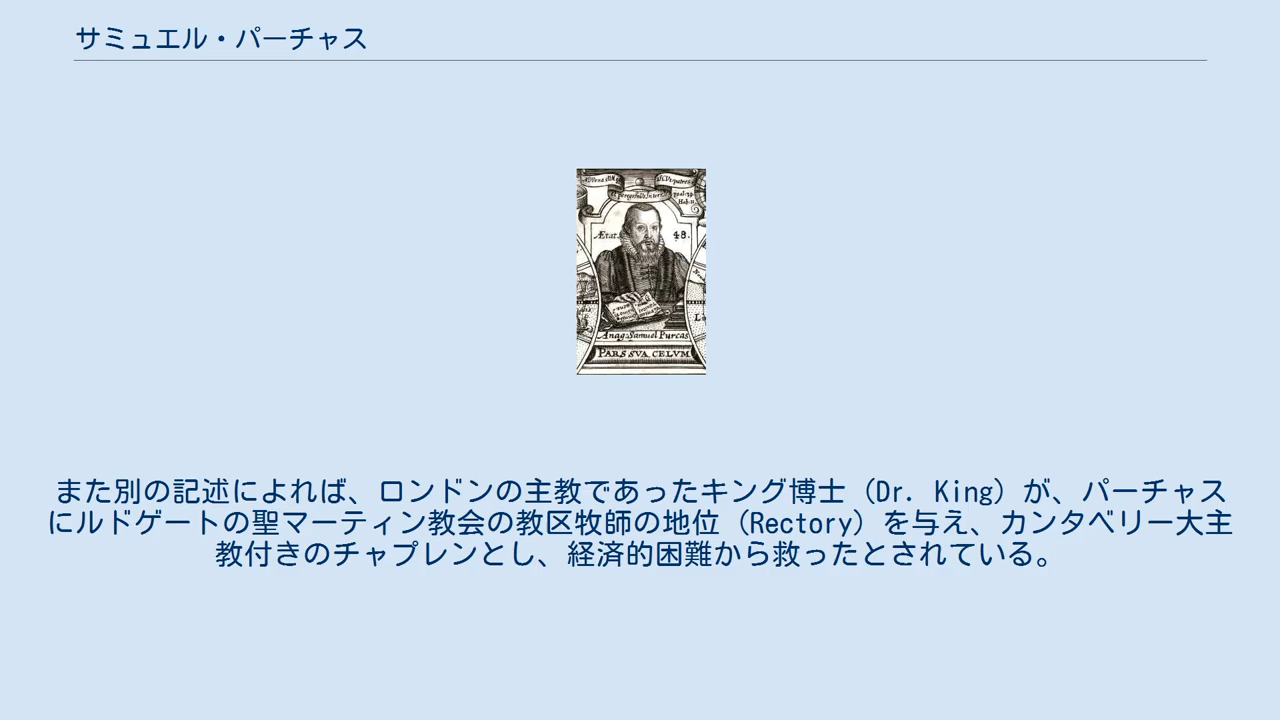 サミュエル・パーチャス
Ætat.
48.
Anag. Samuel Purcas
PARS SVA CELVM
また別の記述によれば、ロンドンの主教であったキング博士（Dr. King）が、パーチャス
にルドゲートの聖マーティン教会の教区牧師の地位（Rectory）を与え、カンタベリー大主
教付きのチャプレンとし、経済的困難から救ったとされている。